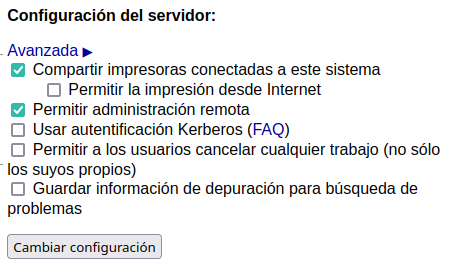 Configuración del servidor:
Avanzada ▶
Compartir impresoras conectadas a este sistema
Permitir la impresión desde Internet
Permitir administración remota
Usar autentificación Kerberos (FAQ)
Permitir a los usuarios cancelar cualquier trabajo (no sólo
los suyos propios)
Guardar información de depuración para búsqueda de
problemas
Cambiar configuración